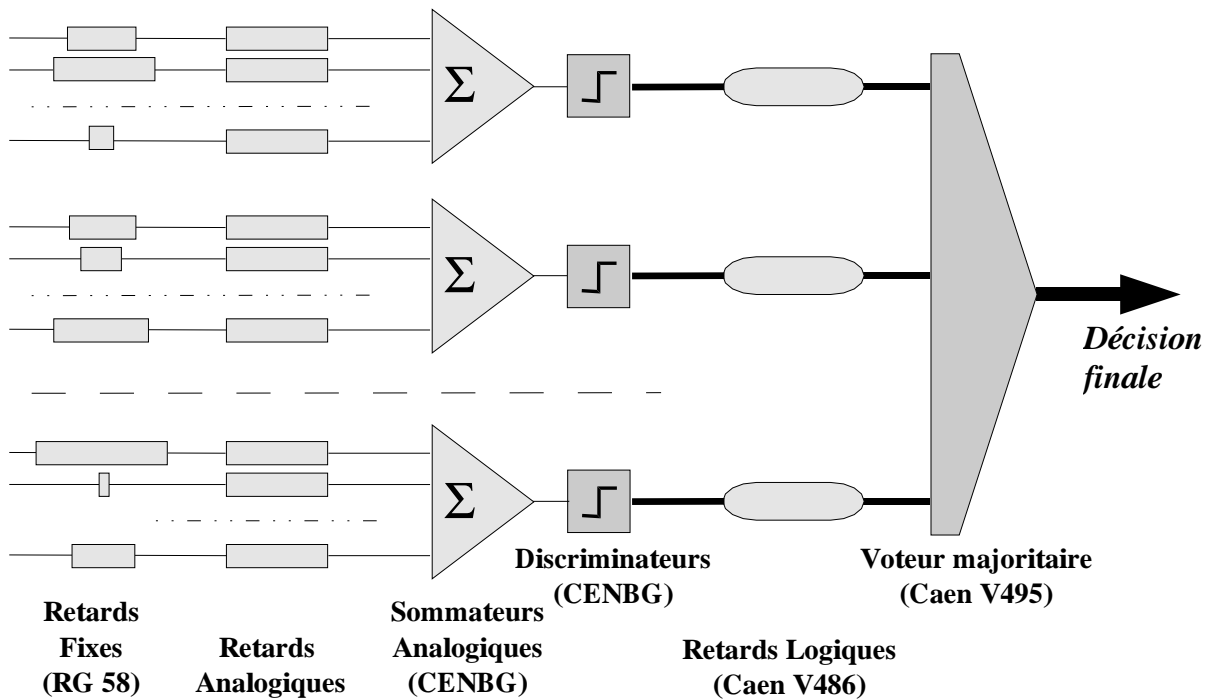 Σ
Σ
Décision
finale
Σ
Discriminateurs
(CENBG)
Voteur majoritaire
(Caen V495)
Retards
Fixes
(RG 58)
Retards
Analogiques
Sommateurs
Analogiques
(CENBG)
Retards Logiques
(Caen V486)